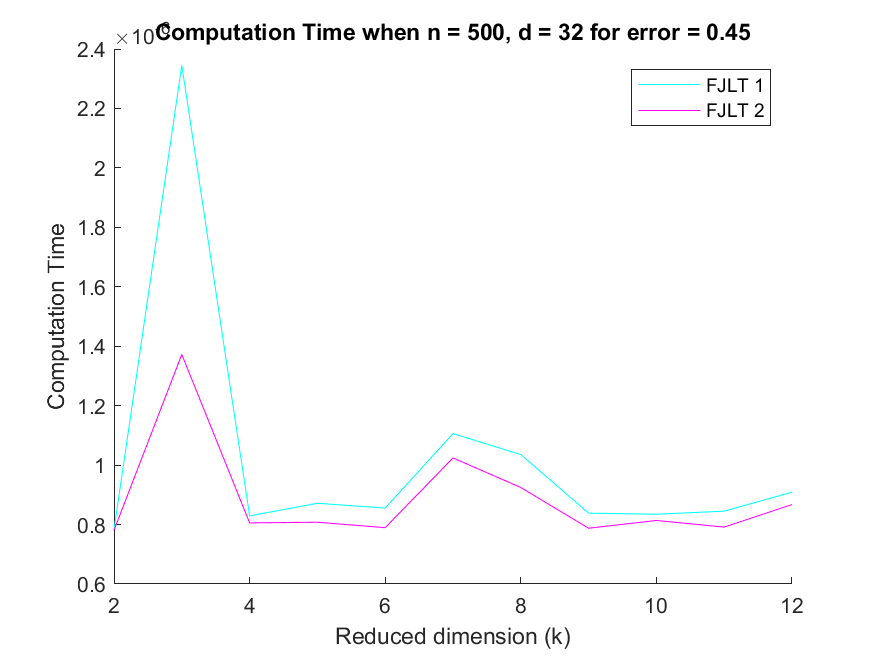 ×10
Computation Time when n = 500, d = 32 for error = 0.45
2.4
2.2
2
1.8
1.6
1.4
1.2
1
0.8
0.6
Computation Time
FJLT 1
FJLT 2
2 4 6 8 10 12
Reduced dimension (k)